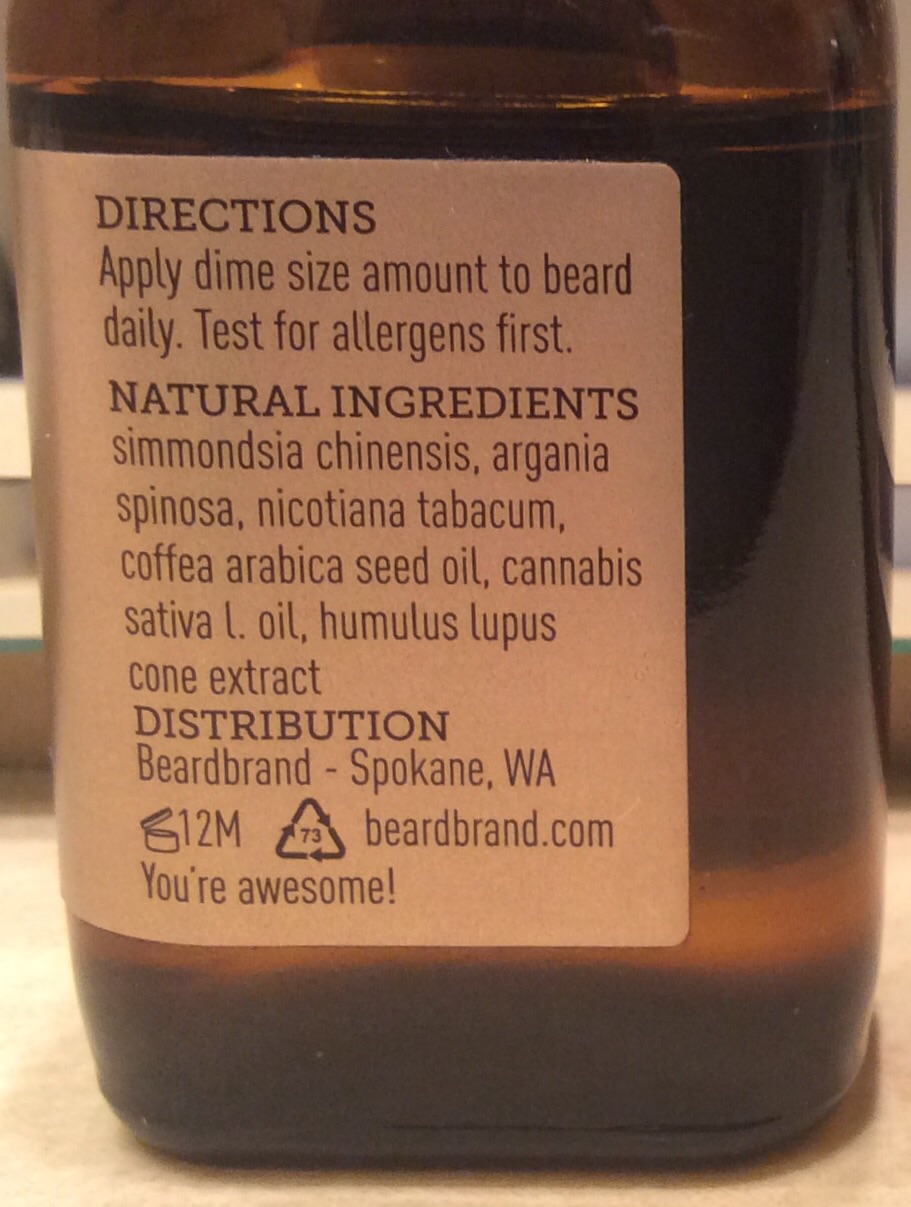 DIRECTIONS
Apply dime size amount to beard
daily. Test for allergens first.
NATURAL INGREDIENTS
simmondsia chinensis, argania
spinosa, nicotiana tabacum,
coffea arabica seed oil, cannabis
sativa l. oil, humulus lupus
cone extract
DISTRIBUTION
Beardbrand - Spokane, WA
12M 73 beardbrand.com
You're awesome!